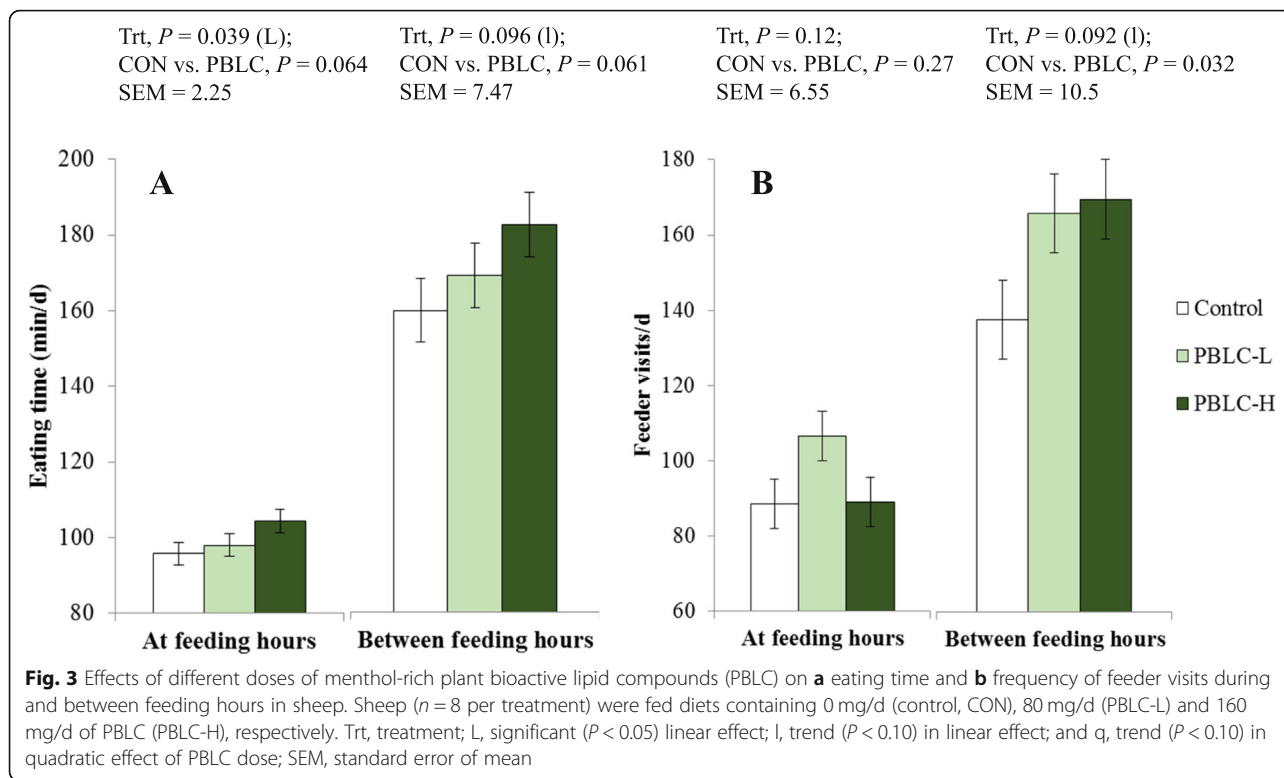 Trt, P = 0.039 (L);
CON vs. PBLC, P = 0.064
SEM = 2.25
Trt, P = 0.096 (l);
CON vs. PBLC, P = 0.061
SEM = 7.47
Trt, P = 0.12;
CON vs. PBLC, P = 0.27
SEM = 6.55
Trt, P = 0.092 (l);
CON vs. PBLC, P = 0.032
SEM = 10.5
A
Eating time (min/d)
200
180
160
140
120
100
80
At feeding hours
Between feeding hours
B
Feeder visits/d
180
160
140
120
100
80
60
At feeding hours
Between feeding hours
Control
PBLC-L
PBLC-H
Fig. 3 Effects of different doses of menthol-rich plant bioactive lipid compounds (PBLC) on a eating time and b frequency of feeder visits during
and between feeding hours in sheep. Sheep (n = 8 per treatment) were fed diets containing 0 mg/d (control, CON), 80 mg/d (PBLC-L) and 160
mg/d of PBLC (PBLC-H), respectively. Trt, treatment; L, significant (P < 0.05) linear effect; l, trend (P < 0.10) in linear effect; and q, trend (P < 0.10) in
quadratic effect of PBLC dose; SEM, standard error of mean